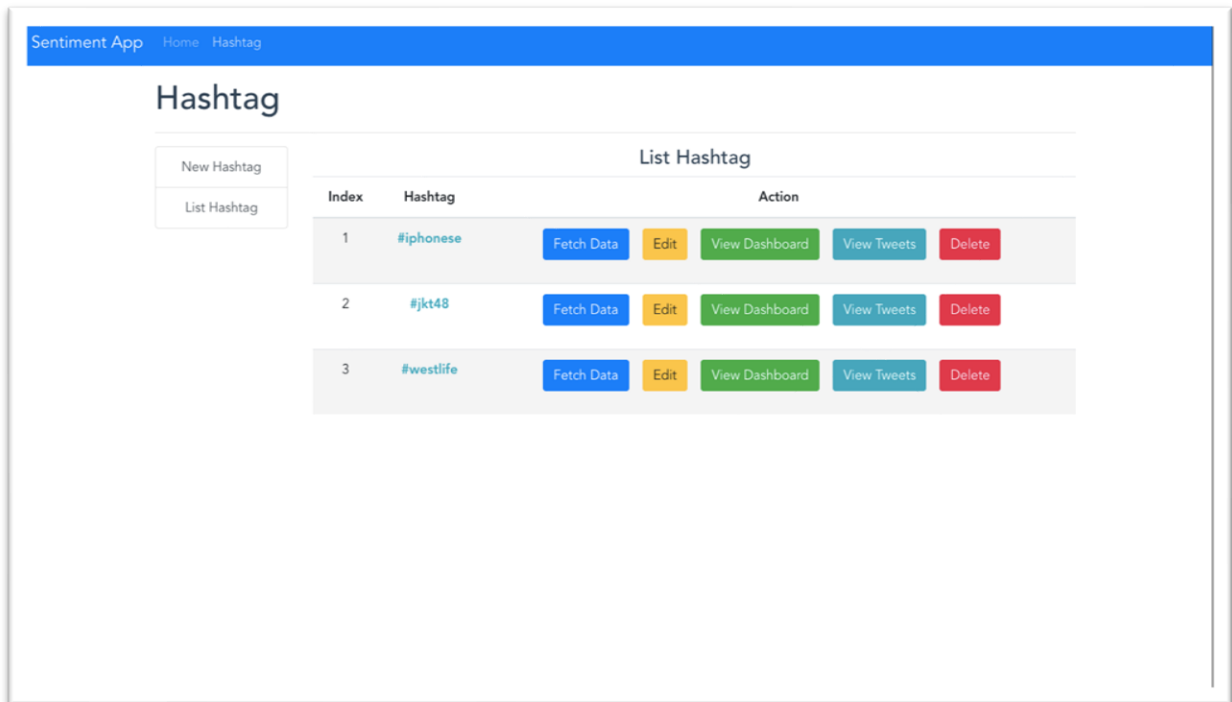 Sentiment App Home Hashtag
Hashtag
New Hashtag
List Hashtag
List Hashtag
Index Hashtag Action
1 #iphonese Fetch Data Edit View Dashboard View Tweets Delete
2 #jkt48 Fetch Data Edit View Dashboard View Tweets Delete
3 #westlife Fetch Data Edit View Dashboard View Tweets Delete